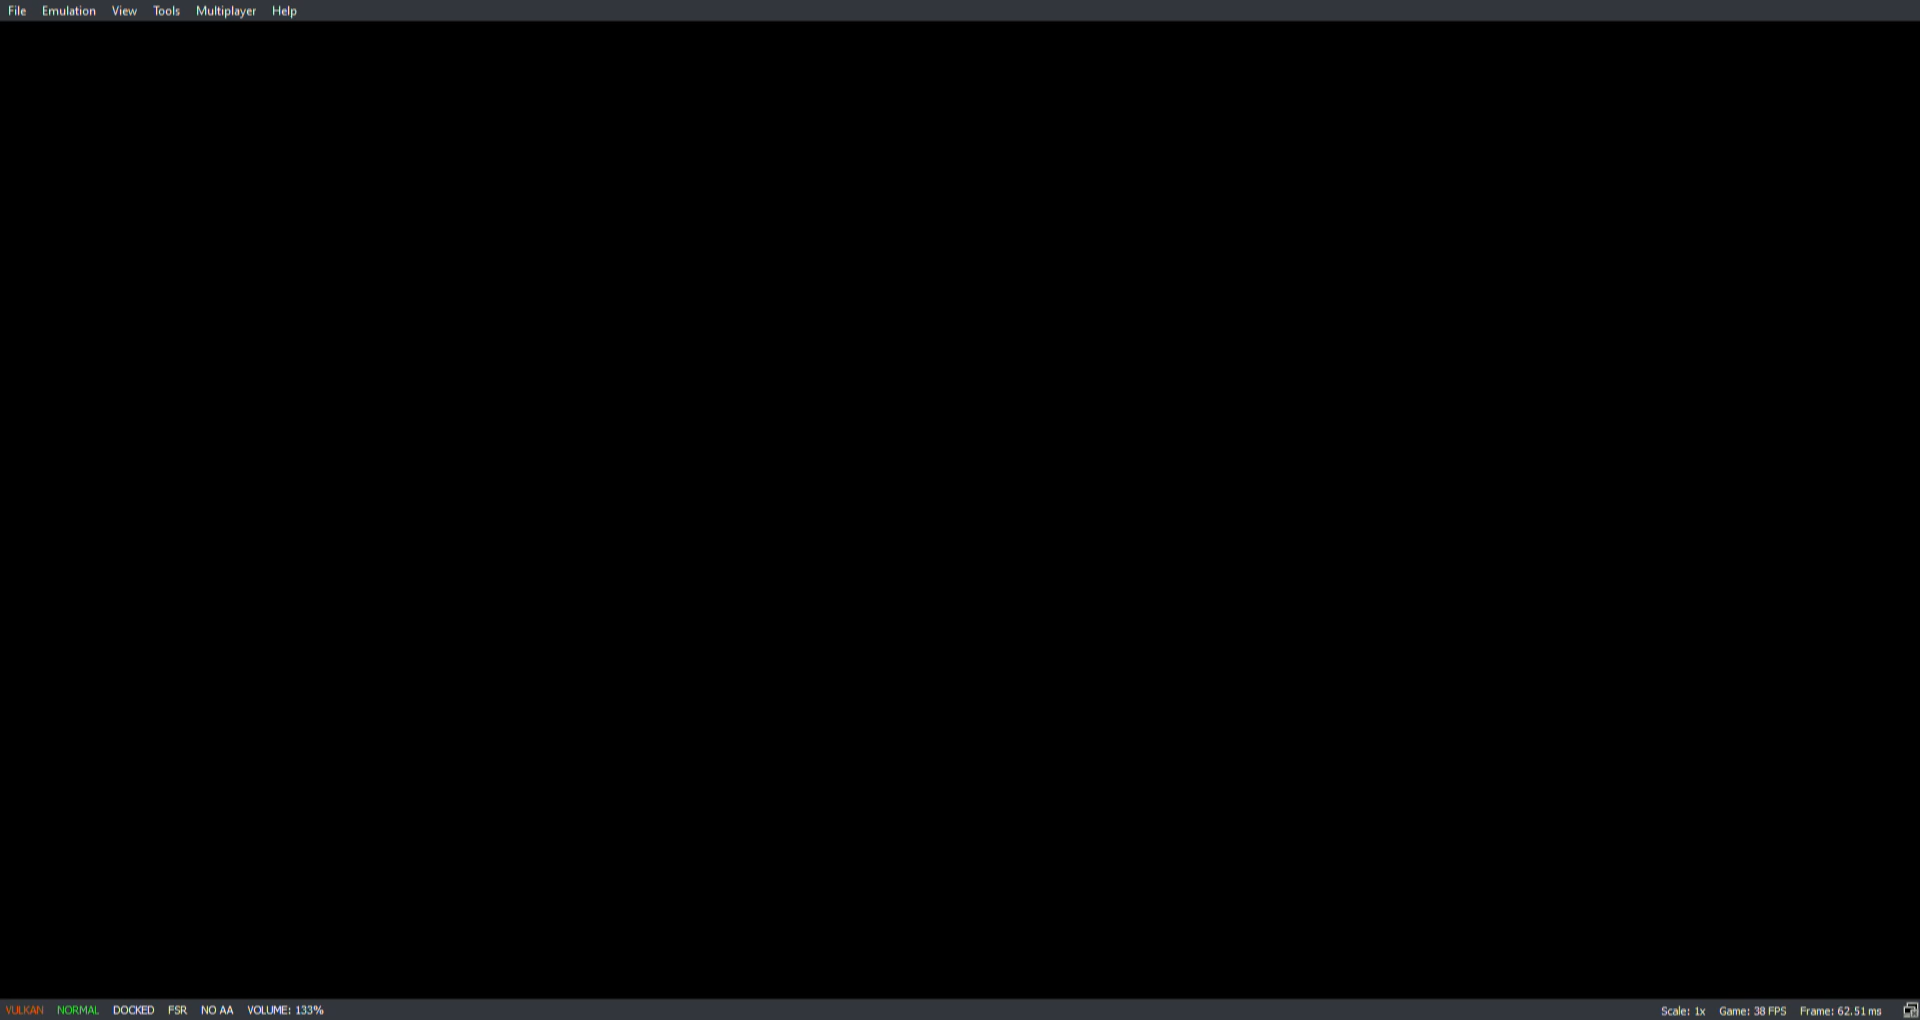 File Emulation View Tools Multiplayer Help
VULKAN NORMAL DOCKED FSR NO AA VOLUME: 133% Scale: 1x Game: 38 FPS Frame: 62.51 ms